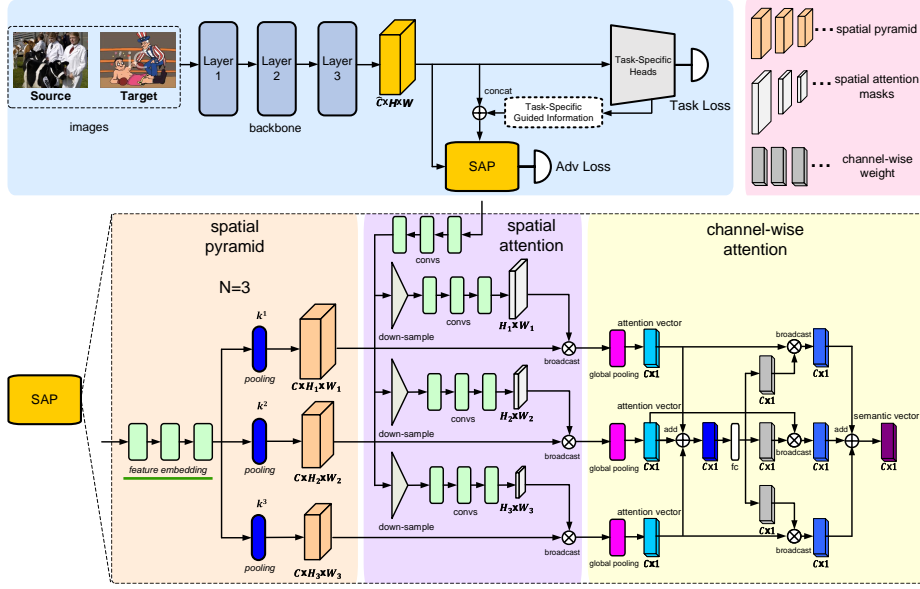 Source
Target
images
Layer
1
Layer
2
Layer
3
backbone
C̃×H×W
concat
Task-Specific
Guided Information
Task-Specific
Heads
Task Loss
SAP
Adv Loss
spatial pyramid
spatial attention
masks
channel-wise
weight
SAP
spatial
pyramid
N=3
feature embedding
k¹
pooling
C×H₁×W₁
k²
pooling
C×H₂×W₂
k³
pooling
C×H₃×W₃
spatial
attention
convs
down-sample
convs
H₁×W₁
broadcast
down-sample
convs
H₂×W₂
broadcast
down-sample
convs
H₃×W₃
broadcast
channel-wise
attention
attention vector
global pooling
C×1
attention vector
global pooling
C×1
attention vector
global pooling
C×1
add
C×1
fc
C×1
C×1
C×1
broadcast
C×1
broadcast
C×1
broadcast
C×1
add
semantic vector
C×1